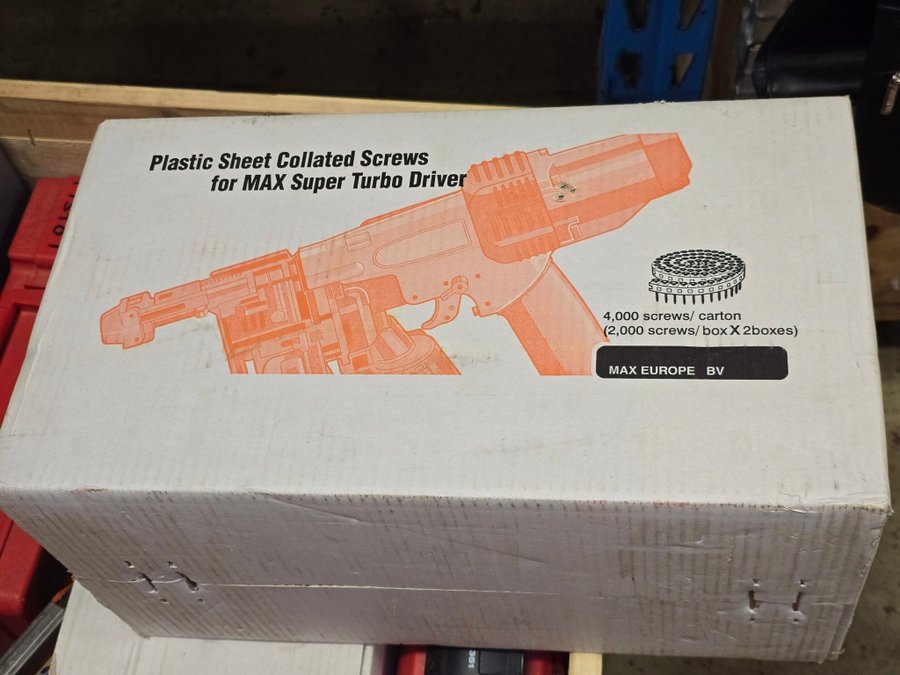 Plastic Sheet Collated Screws
for MAX Super Turbo Driver
4,000 screws/ carton
(2,000 screws/ box X 2boxes)
MAX EUROPE BV
361